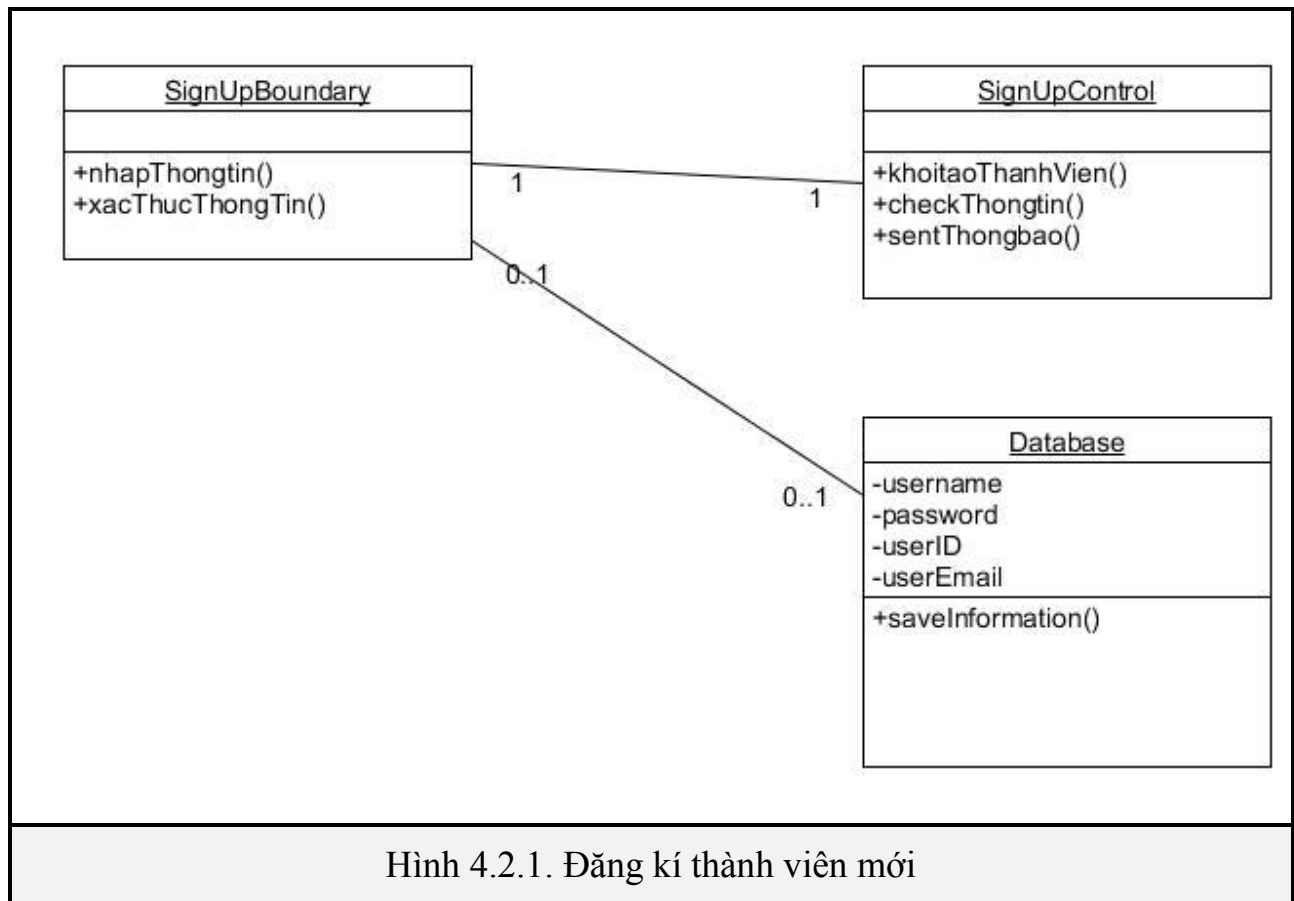 SignUpBoundary
+nhapThongtin()
+xacThucThongTin()
1
1
0..1
0..1
SignUpControl
+khoitaoThanhVien()
+checkThongtin()
+sentThongbao()
Database
-username
-password
-userID
-userEmail
+saveInformation()
Hình 4.2.1. Đăng kí thành viên mới